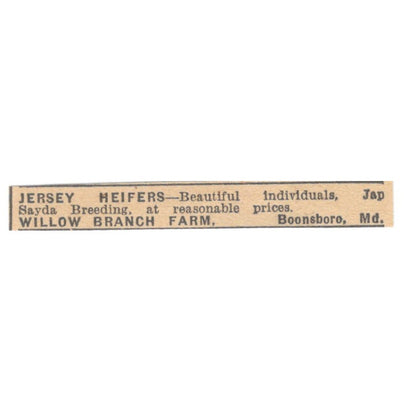 JERSEY HEIFERS—Beautiful individuals, Jap
Sayda Breeding, at reasonable prices.
WILLOW BRANCH FARM, Boonsboro, Md.